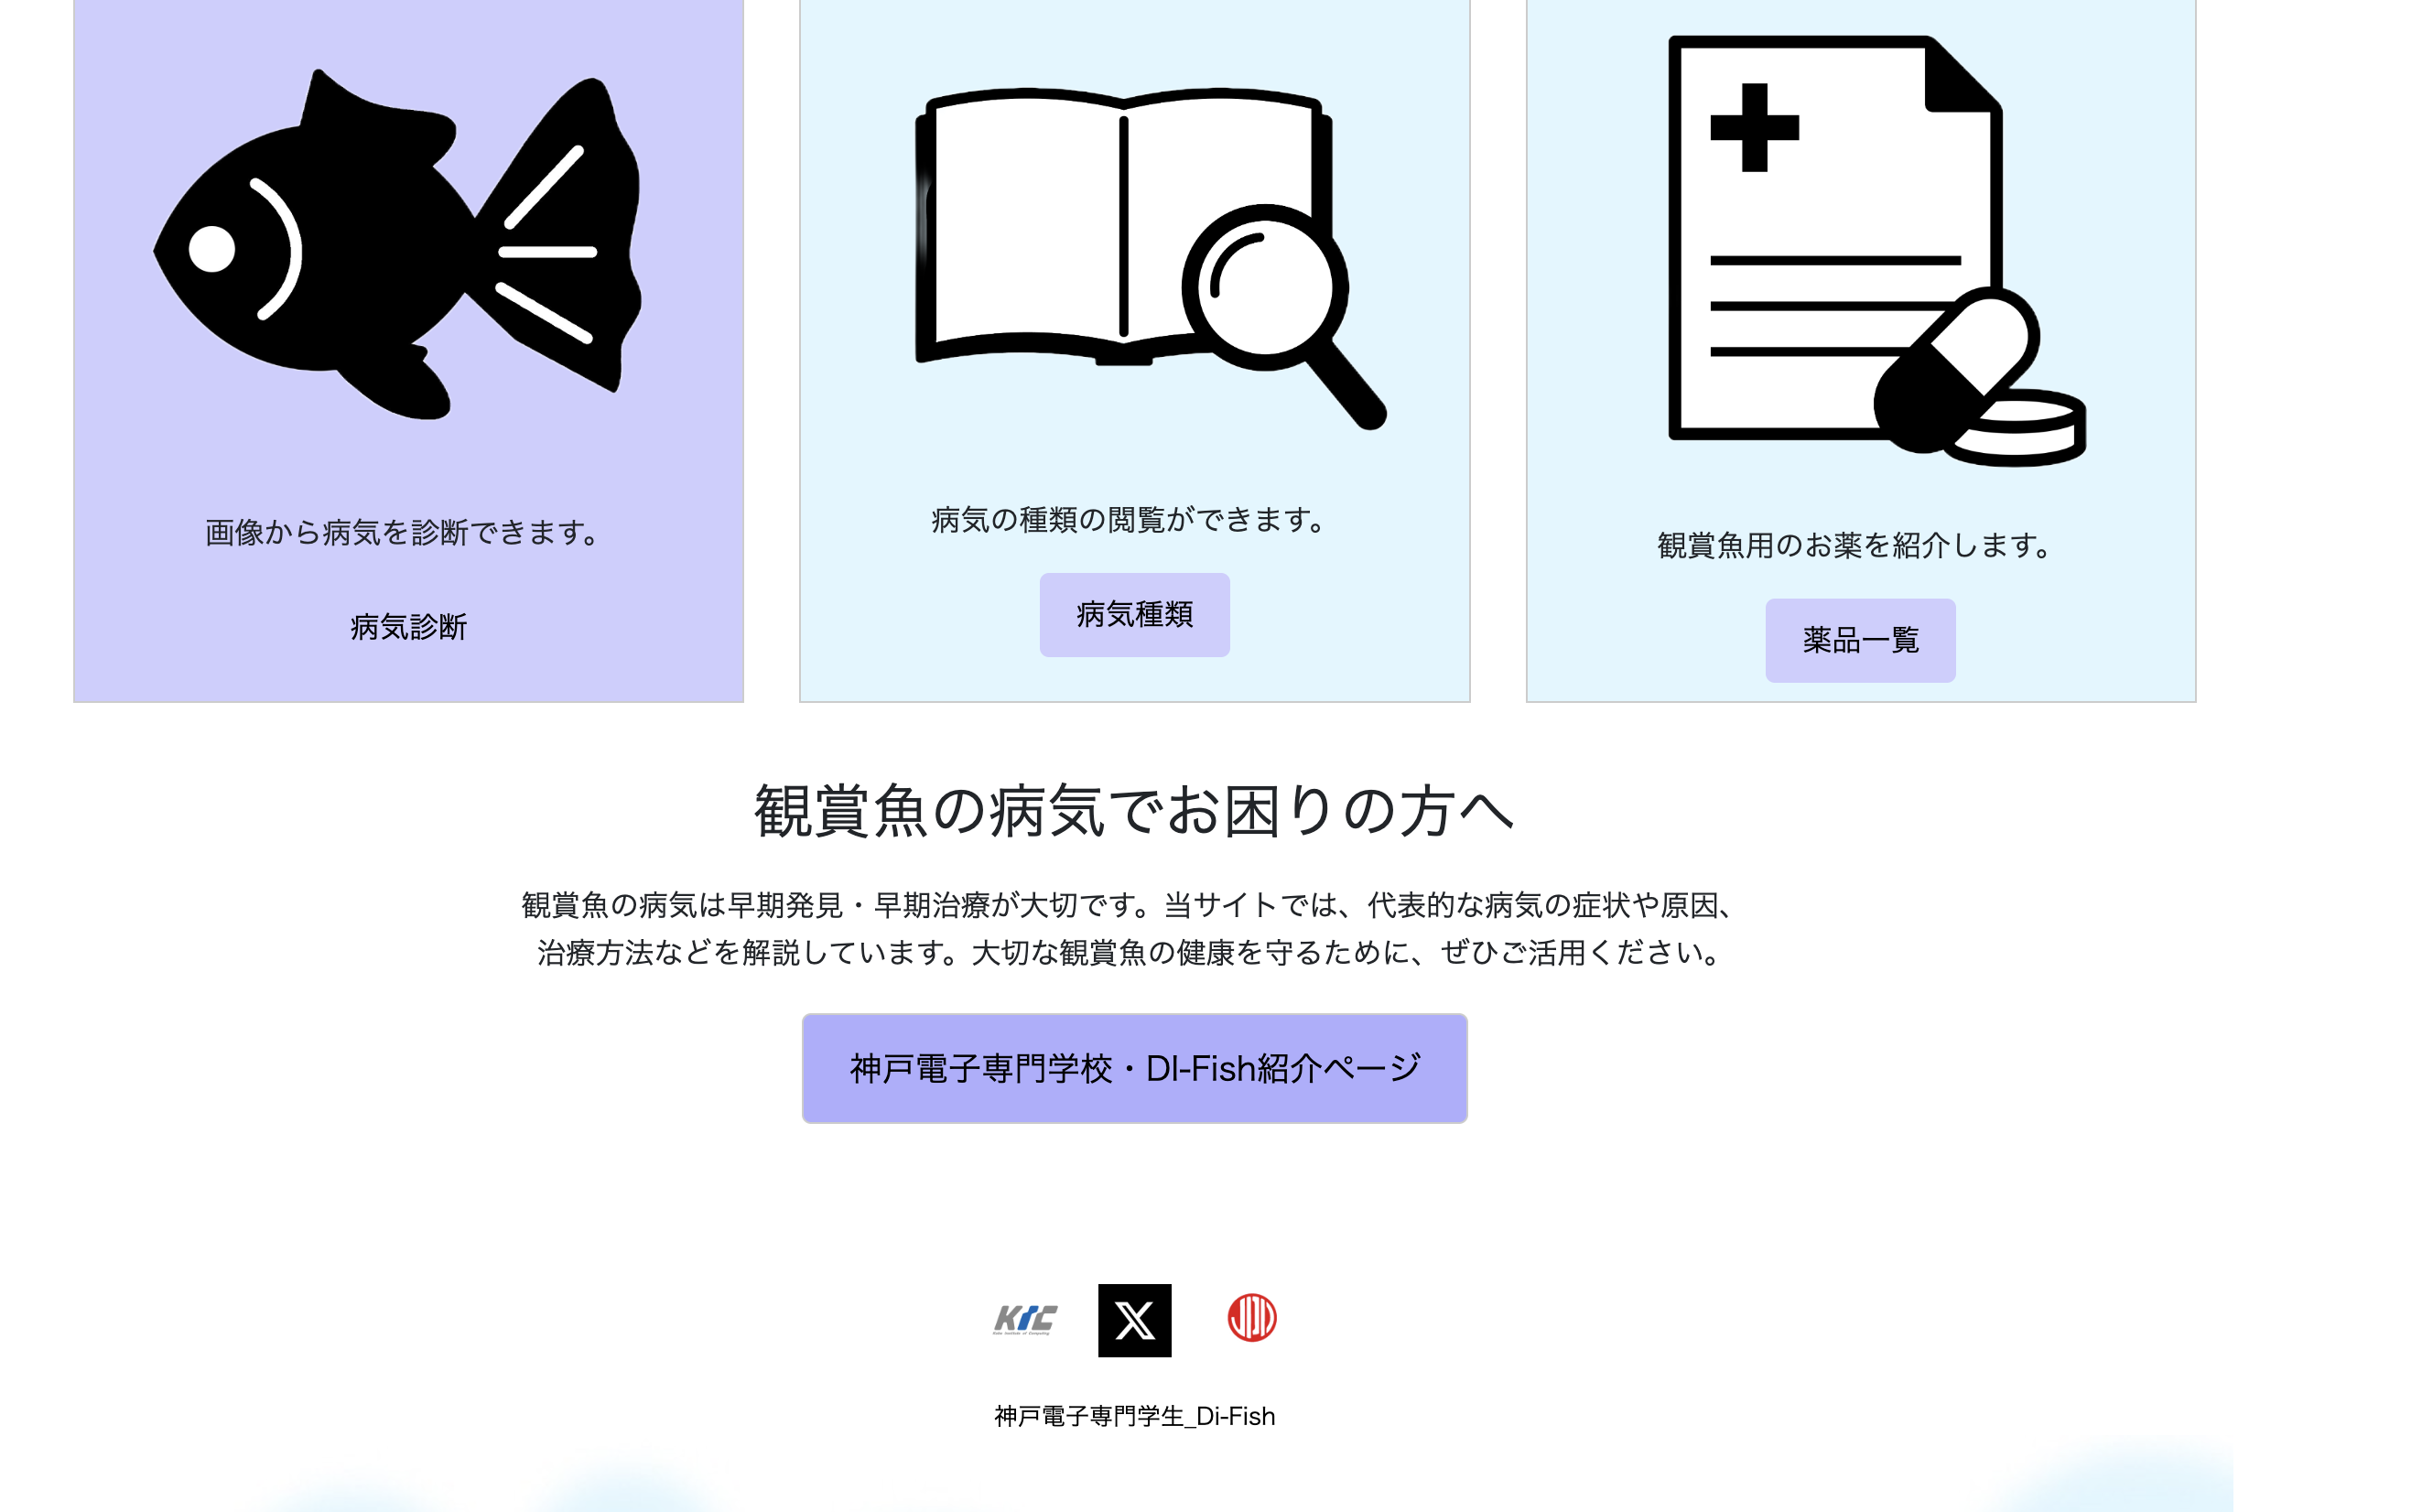 画像から病気を診断できます。
病気診断
病気の種類の閲覧ができます。
病気種類
観賞魚用のお薬を紹介します。
薬品一覧
観賞魚の病気でお困りの方へ
観賞魚の病気は早期発見・早期治療が大切です。当サイトでは、代表的な病気の症状や原因、
治療方法などを解説しています。大切な観賞魚の健康を守るために、ぜひご活用ください。
神戸電子専門学校・DI-Fish紹介ページ
KIC
Kobe Institute of Computing
X
神戸電子専門学生_Di-Fish